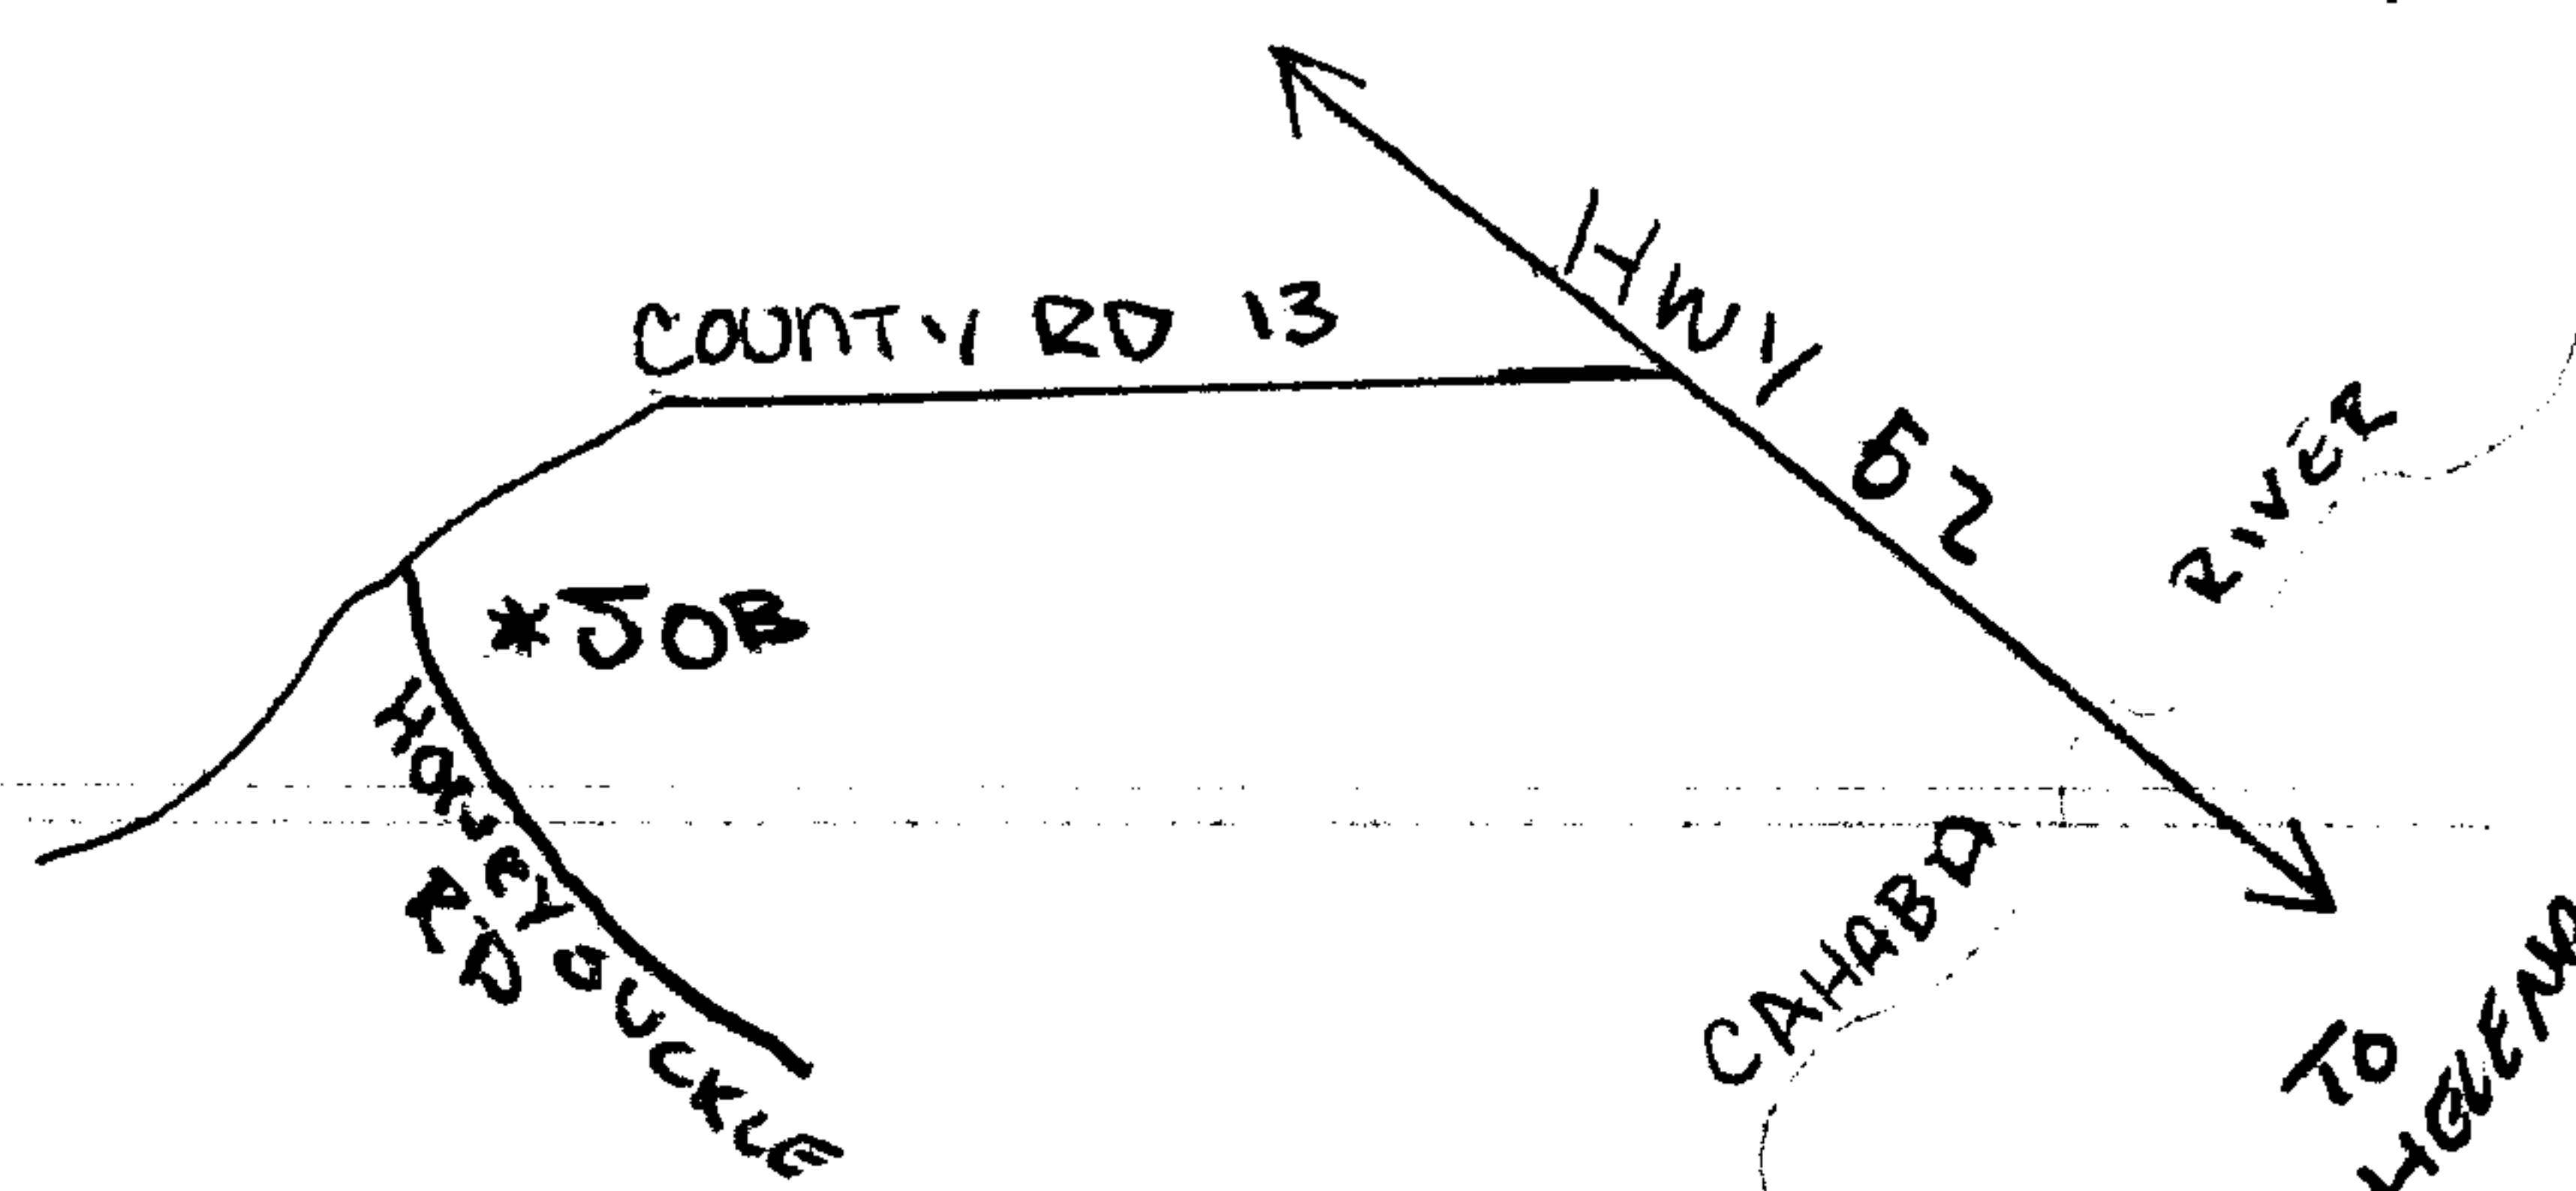 HWY 52
COUNTY RD 13
RIVER
*JOB
HONEYSUCKLE
RD
CAHABA
TO
HELENA